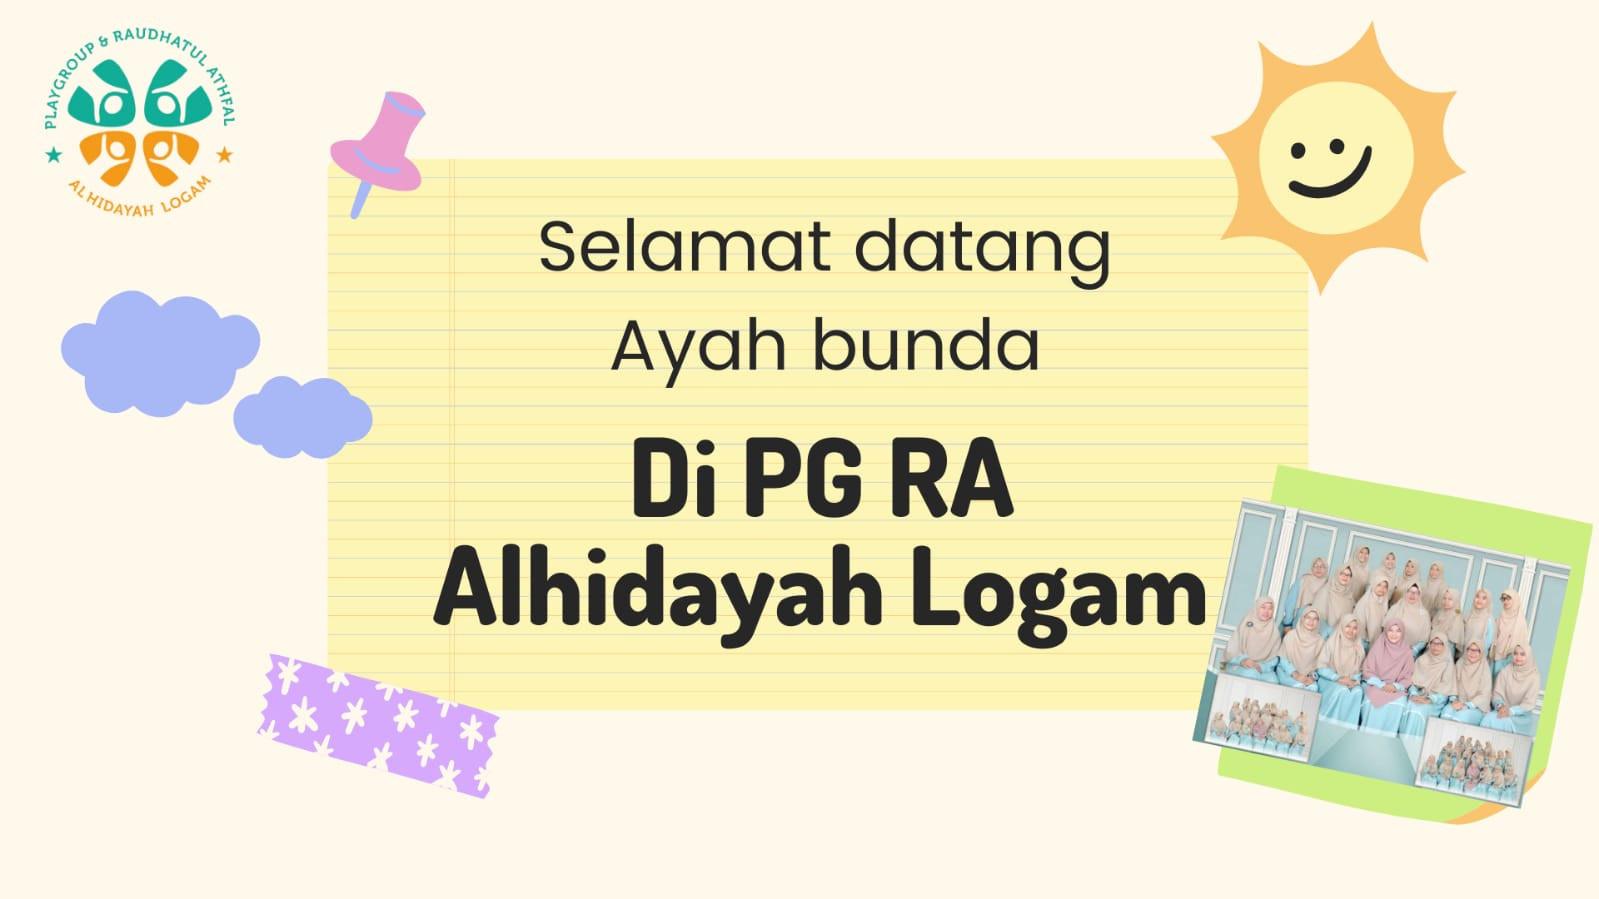 PLAYGROUP & RAUDHATUL ATHFAL
AL HIDAYAH LOGAM
Selamat datang
Ayah bunda
Di PG RA
Alhidayah Logam